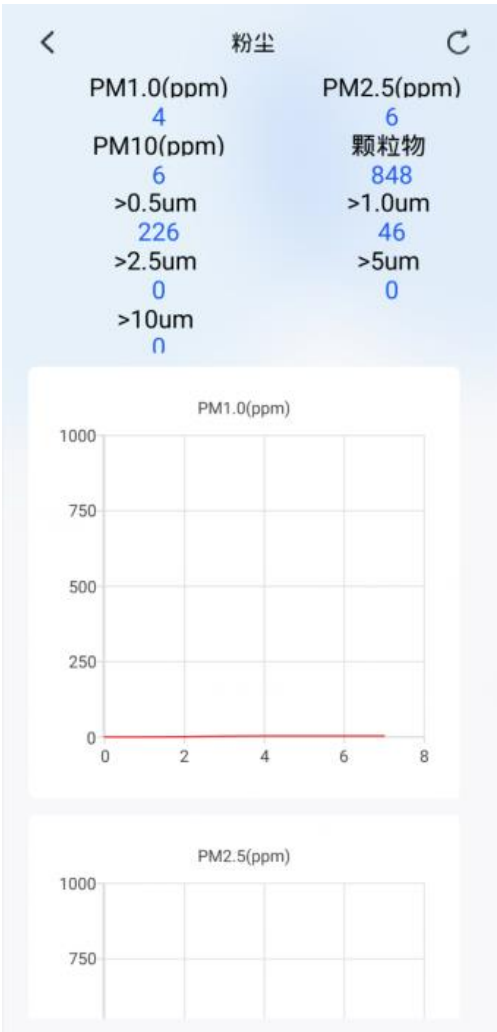 粉尘
PM1.0(ppm) PM2.5(ppm)
4 6
PM10(ppm) 颗粒物
6 848
>0.5um >1.0um
226 46
>2.5um >5um
0 0
>10um
0
PM1.0(ppm)
1000
750
500
250
0
0 2 4 6 8
PM2.5(ppm)
1000
750